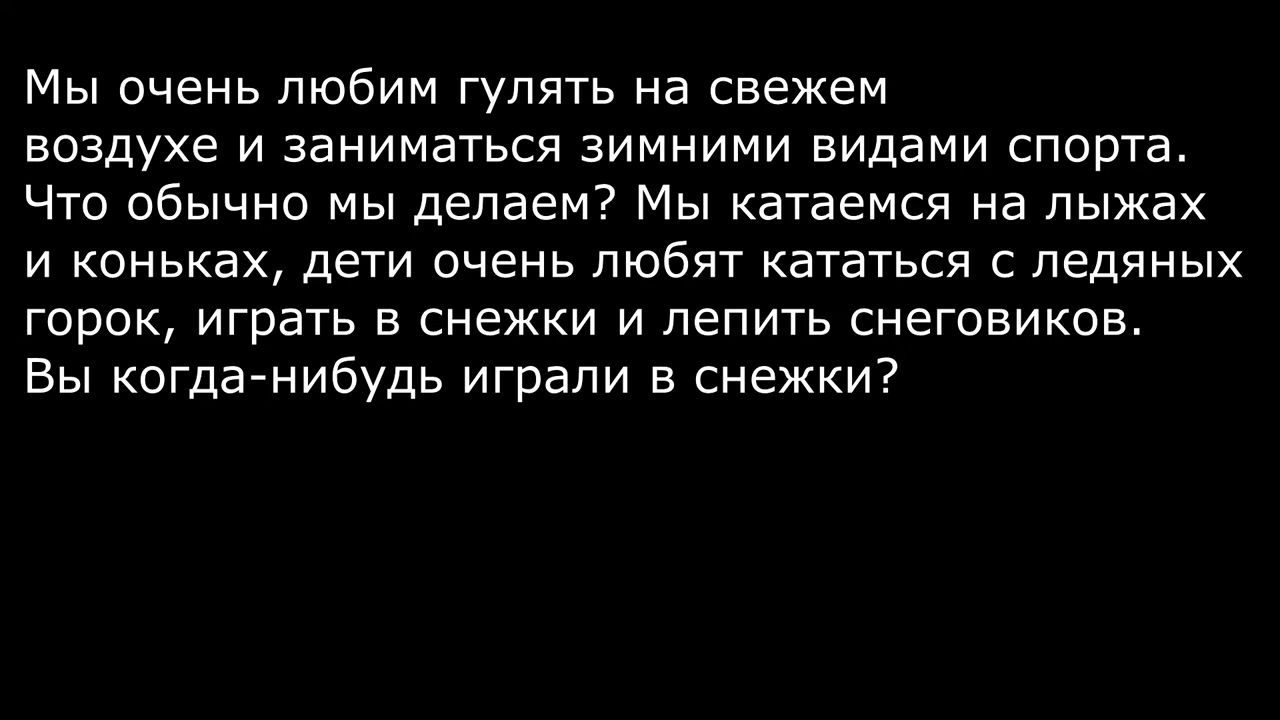 Мы очень любим гулять на свежем
воздухе и заниматься зимними видами спорта.
Что обычно мы делаем? Мы катаемся на лыжах
и коньках, дети очень любят кататься с ледяных
горок, играть в снежки и лепить снеговиков.
Вы когда-нибудь играли в снежки?